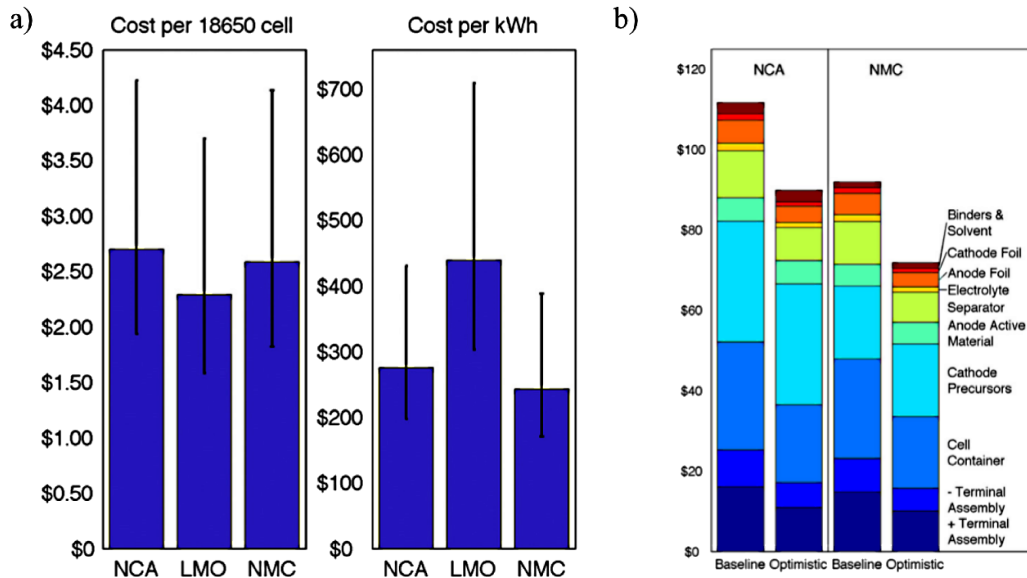 a)
Cost per 18650 cell
$4.50
$4.00
$3.50
$3.00
$2.50
$2.00
$1.50
$1.00
$0.50
$0
NCA LMO NMC
Cost per kWh
$700
$600
$500
$400
$300
$200
$100
$0
NCA LMO NMC
b)
NCA NMC
$120
$100
$80
$60
$40
$20
$0
Baseline Optimistic Baseline Optimistic
Binders &
Solvent
Cathode Foil
Anode Foil
Electrolyte
Separator
Anode Active
Material
Cathode
Precursors
Cell
Container
- Terminal
Assembly
+ Terminal
Assembly